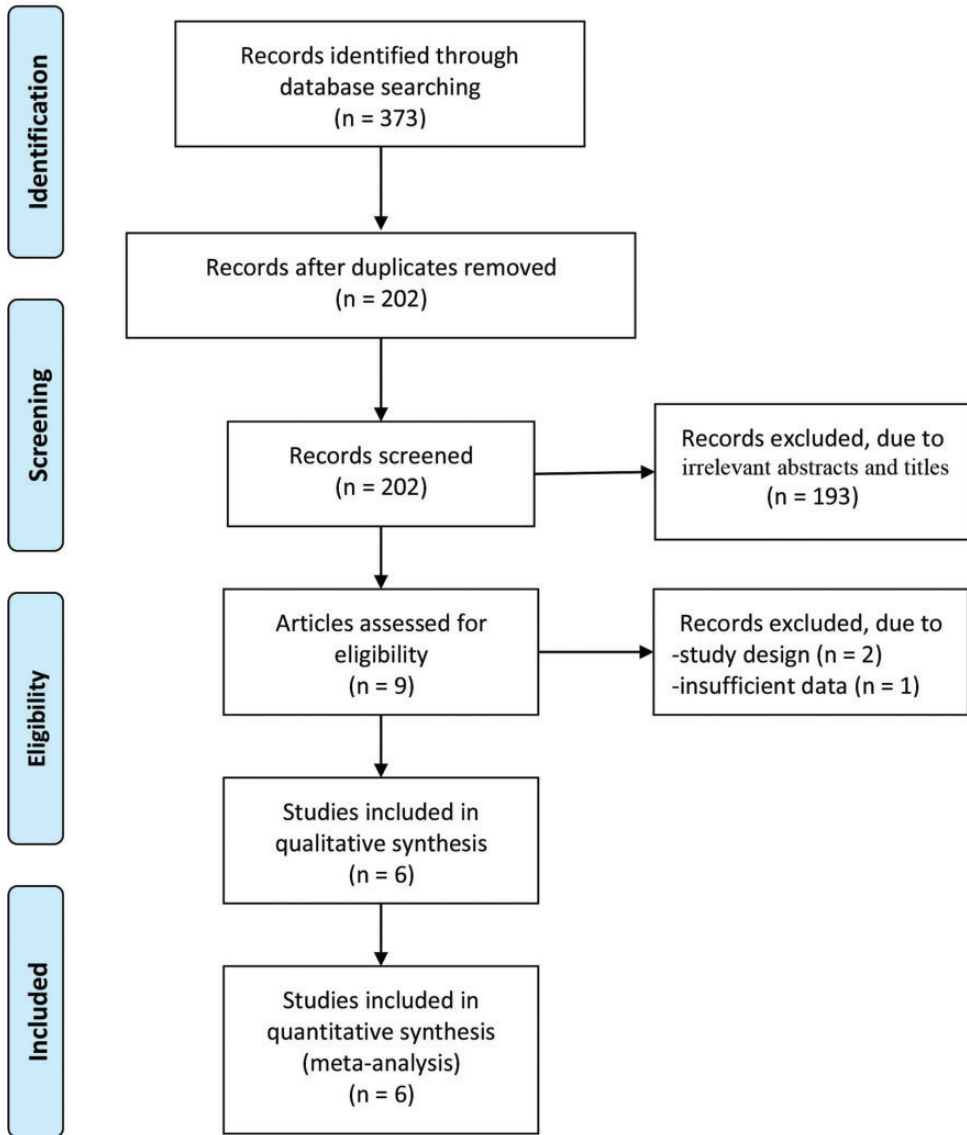 Identification
Records identified through
database searching
(n = 373)
Records after duplicates removed
(n = 202)
Screening
Records screened
(n = 202)
Records excluded, due to
irrelevant abstracts and titles
(n = 193)
Eligibility
Articles assessed for
eligibility
(n = 9)
Records excluded, due to
-study design (n = 2)
-insufficient data (n = 1)
Studies included in
qualitative synthesis
(n = 6)
Included
Studies included in
quantitative synthesis
(meta-analysis)
(n = 6)